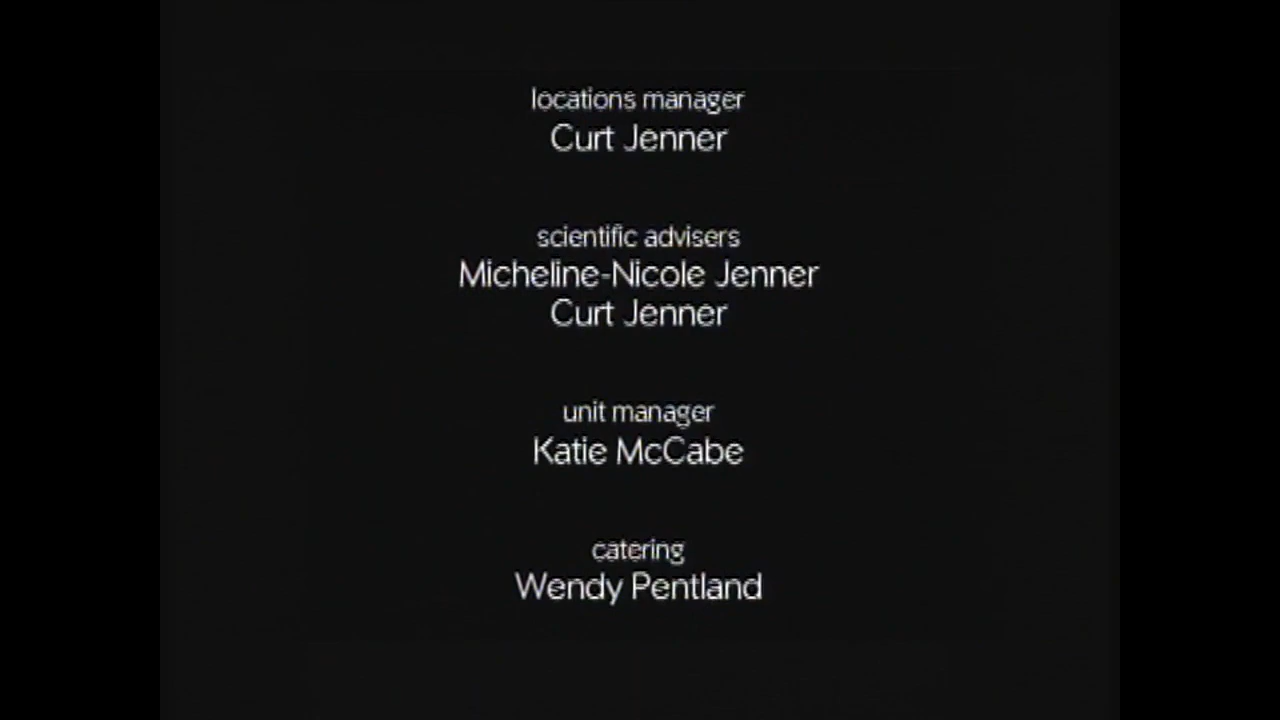 locations manager
Curt Jenner
scientific advisers
Micheline-Nicole Jenner
Curt Jenner
unit manager
Katie McCabe
catering
Wendy Pentland